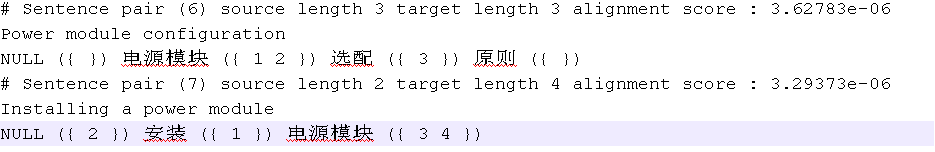 # Sentence pair (6) source length 3 target length 3 alignment score : 3.62783e-06
Power module configuration
NULL ({ }) 电源模块 ({ 1 2 }) 选配 ({ 3 }) 原则 ({ })
# Sentence pair (7) source length 2 target length 4 alignment score : 3.29373e-06
Installing a power module
NULL ({ 2 }) 安装 ({ 1 }) 电源模块 ({ 3 4 })